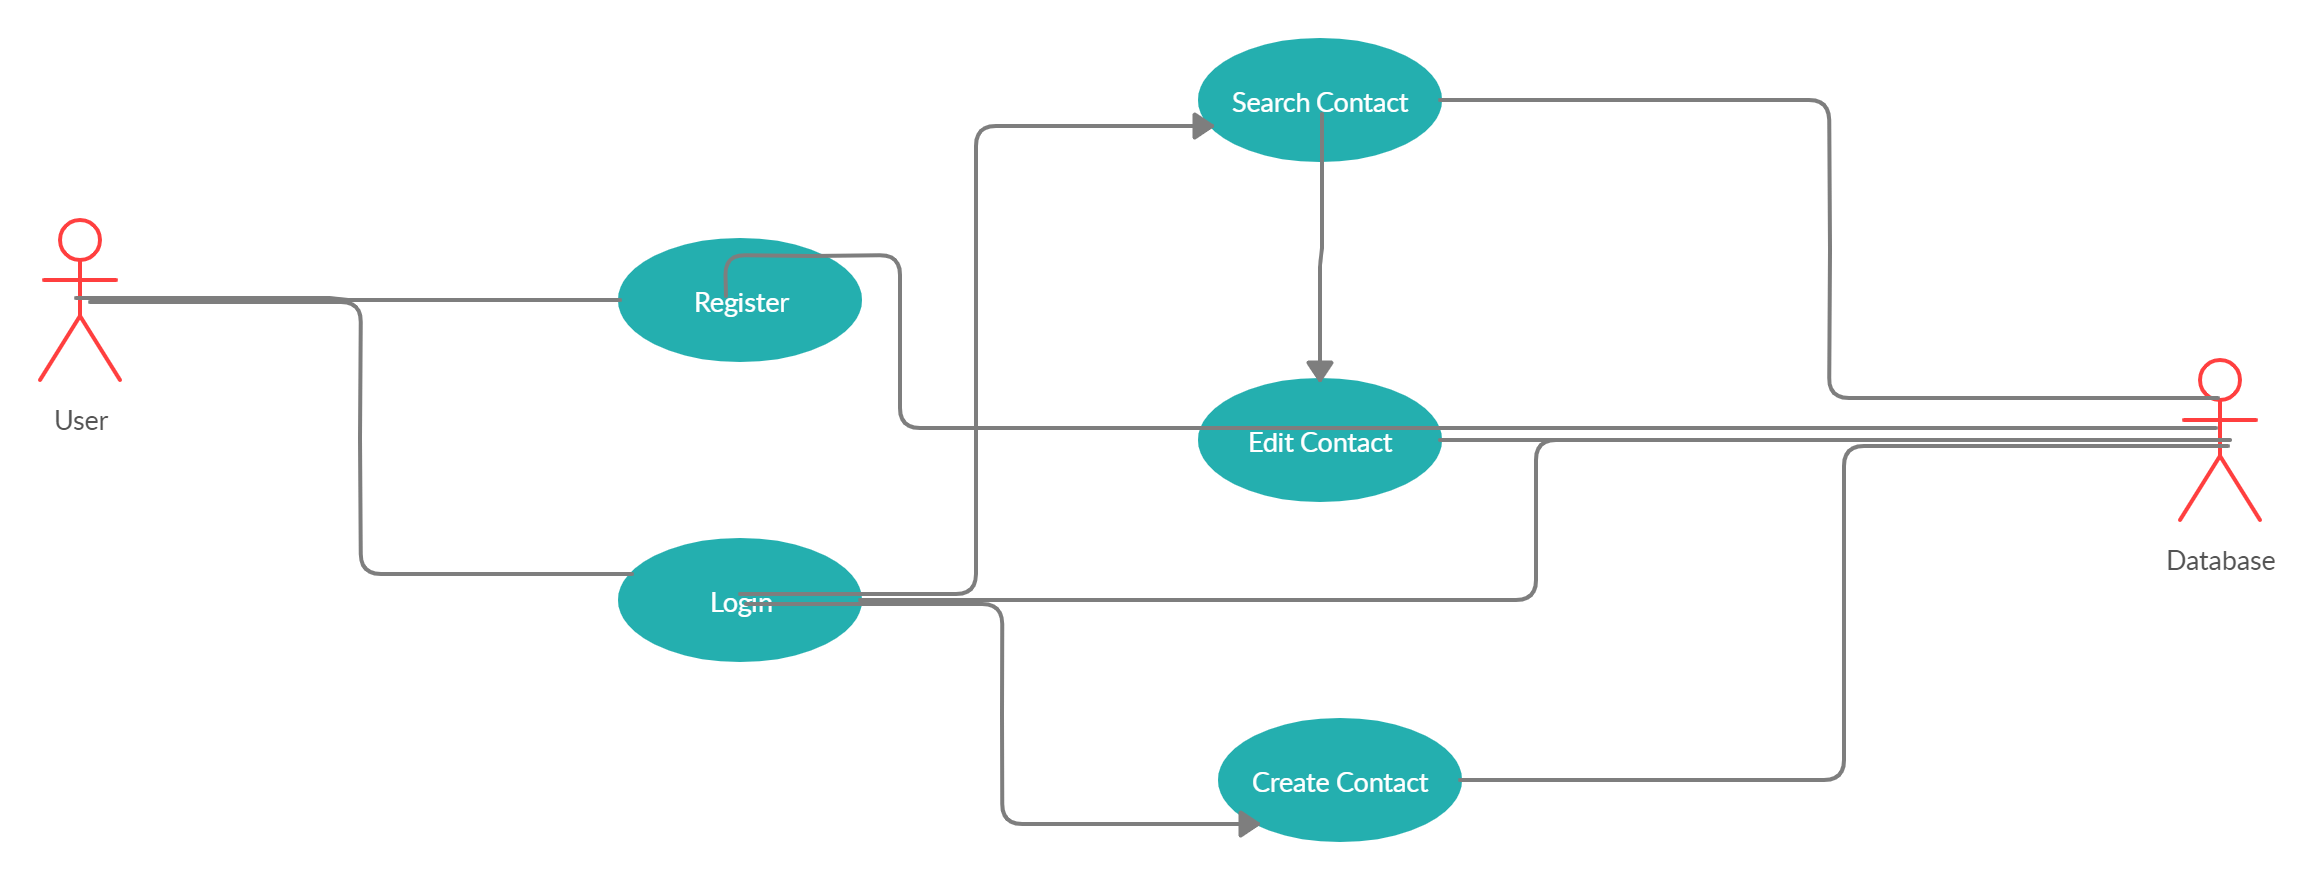 Search Contact
Register
User
Edit Contact
Database
Login
Create Contact